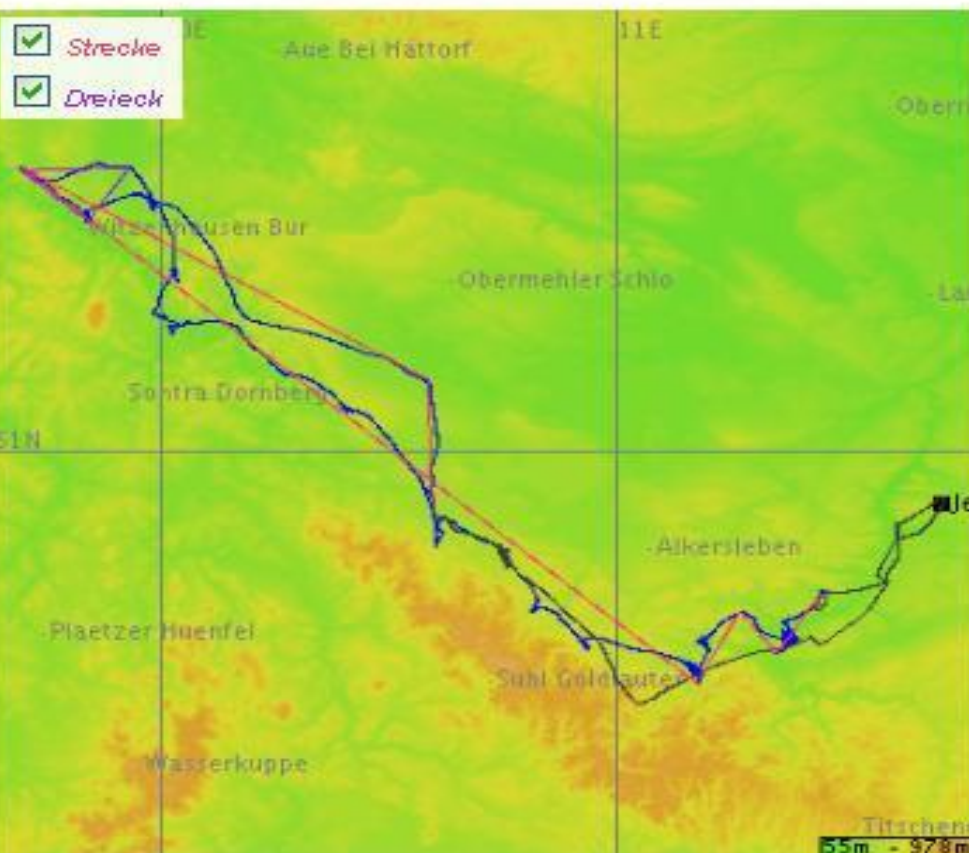 Strecke
Dreieck
11E
Aue Bei Hattorf
Obermehler Schlo
Sontra Dornberg
51N
Alkersleben
Plaetzer Huenfel
Suhl Goldlauter
Wasserkuppe
55m - 978m